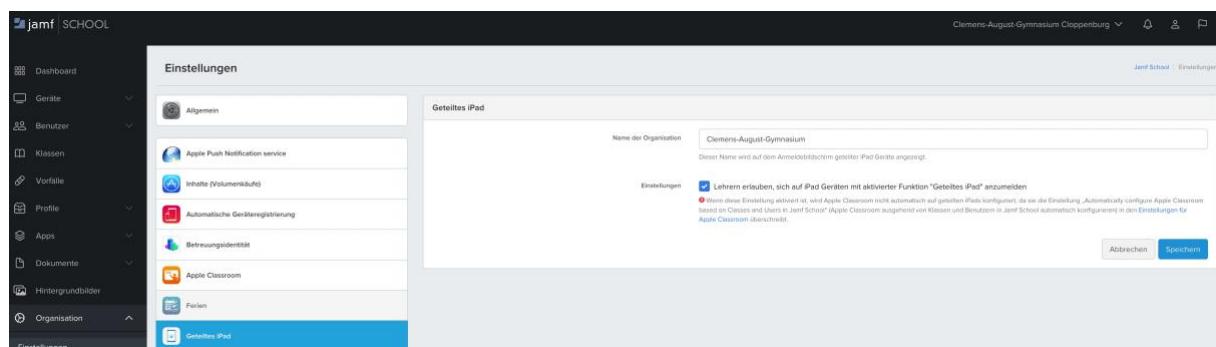 jamf SCHOOL
Clemens-August-Gymnasium Cloppenburg
Dashboard
Geräte
Benutzer
Klassen
Vorfälle
Profile
Apps
Dokumente
Hintergrundbilder
Organisation
Einstellungen
Einstellungen
Jamf School / Einstellungen
Allgemein
Apple Push Notification service
Inhalte (Volumenkäufe)
Automatische Geräteregistrierung
Betreuungsidentität
Apple Classroom
Ferien
Geteiltes iPad
Geteiltes iPad
Name der Organisation
Clemens-August-Gymnasium
Dieser Name wird auf dem Anmeldebildschirm geteilter iPad Geräte angezeigt.
Einstellungen
Lehrern erlauben, sich auf iPad Geräten mit aktivierter Funktion "Geteiltes iPad" anzumelden
Wenn diese Einstellung aktiviert ist, wird Apple Classroom nicht automatisch auf geteilten iPads konfiguriert, da sie die Einstellung „Automatically configure Apple Classroom
based on Classes and Users in Jamf School" (Apple Classroom ausgehend von Klassen und Benutzern in Jamf School automatisch konfigurieren) in den Einstellungen für
Apple Classroom überschreibt.
Abbrechen
Speichern